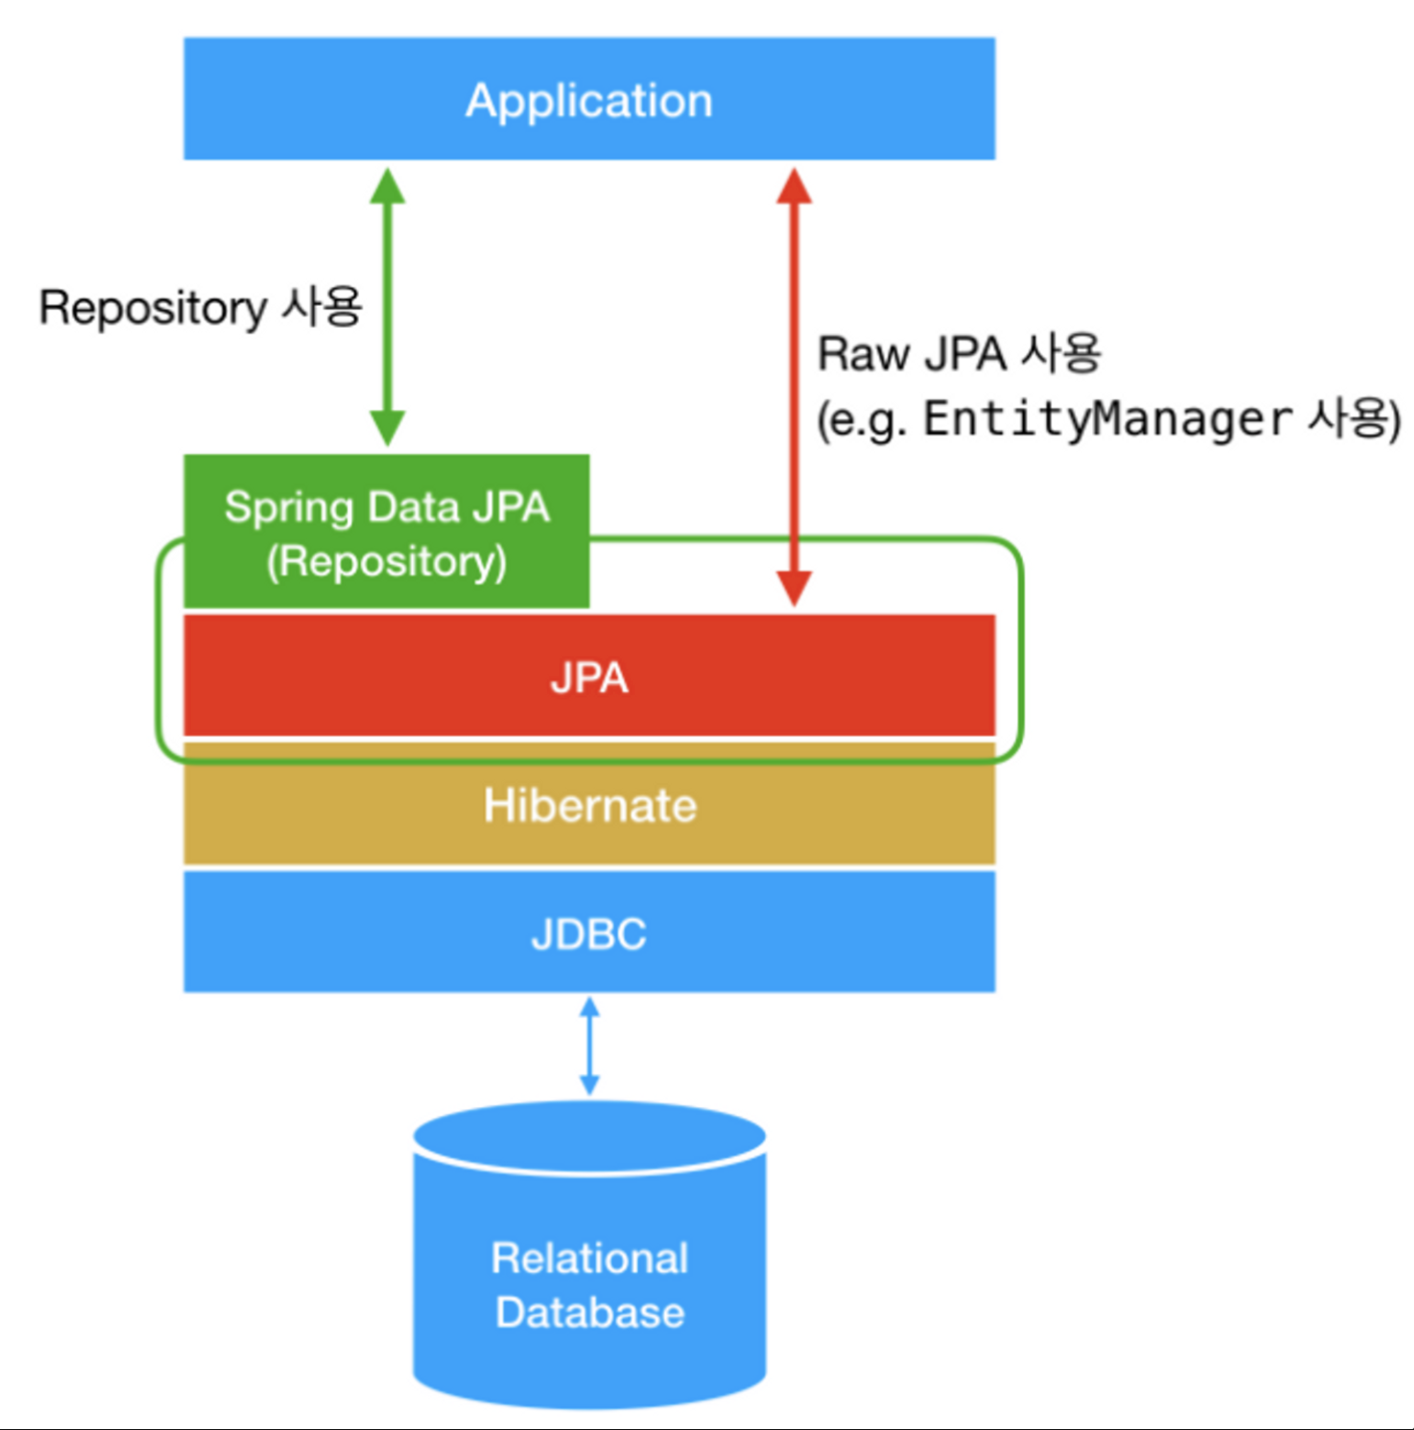 Application
Repository 사용
Raw JPA 사용
(e.g. EntityManager 사용)
Spring Data JPA
(Repository)
JPA
Hibernate
JDBC
Relational
Database